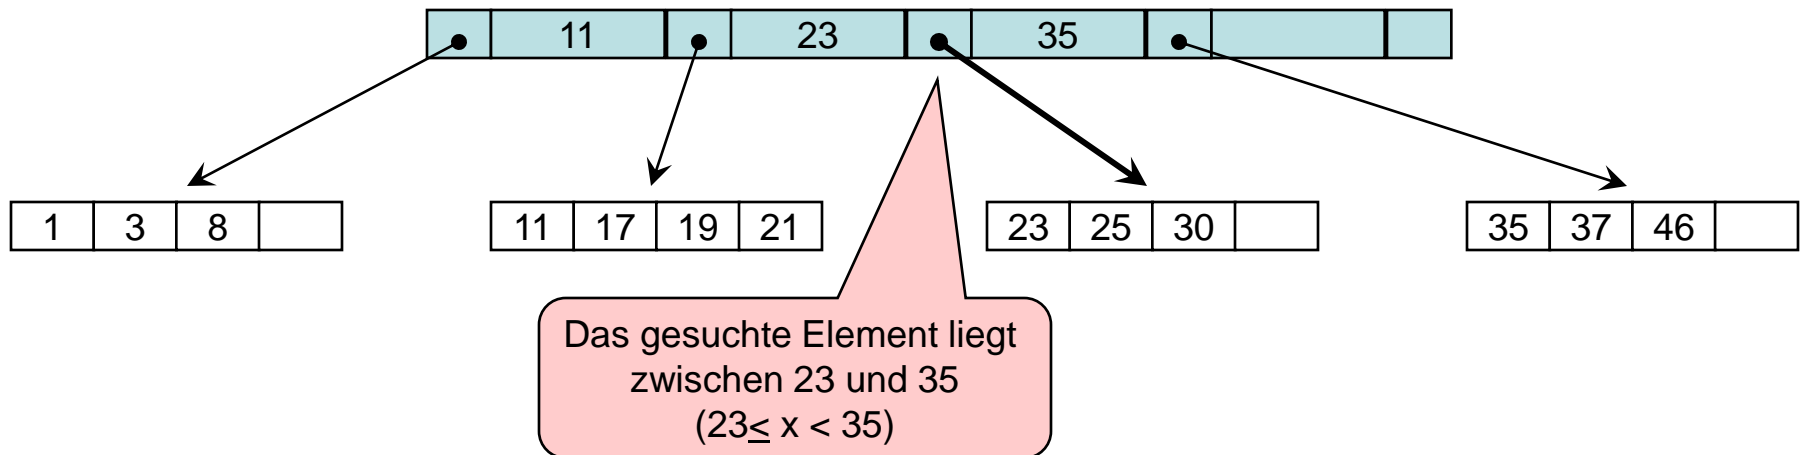 11 23 35
1 3 8
11 17 19 21
23 25 30
35 37 46
Das gesuchte Element liegt
zwischen 23 und 35
(23≤ x < 35)